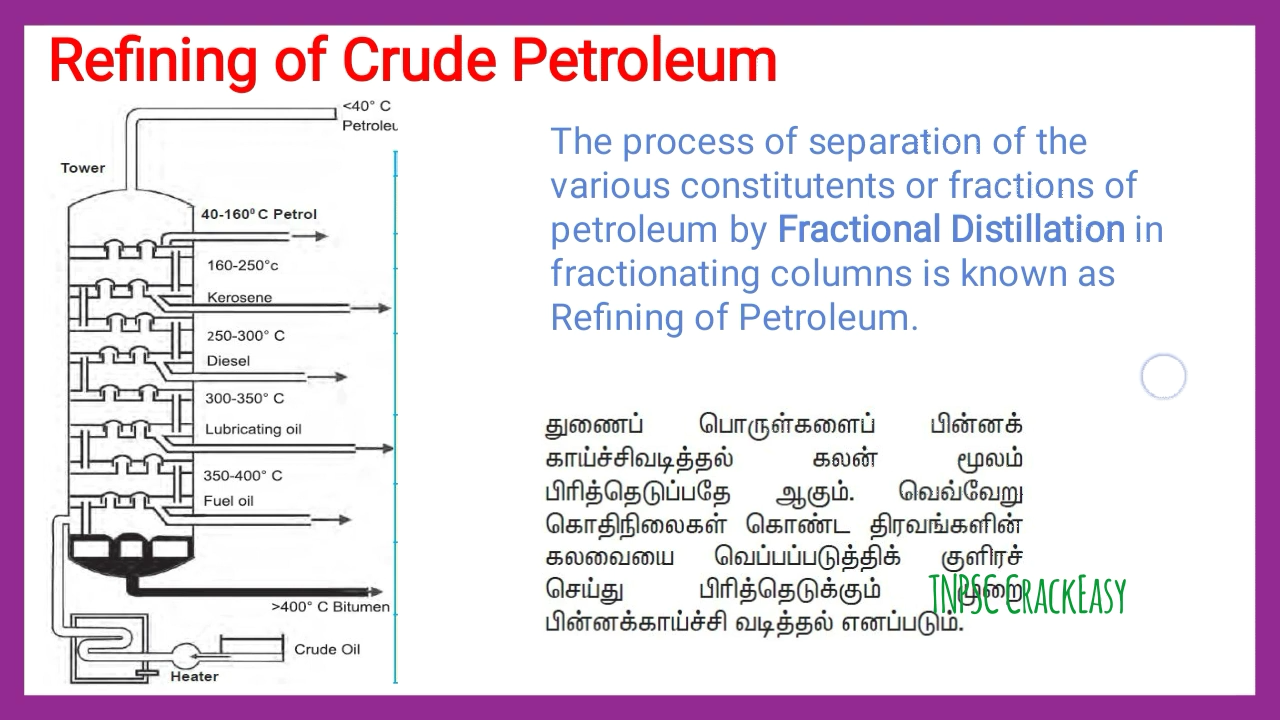 Refining of Crude Petroleum
<40° C
Tower
40-160⁰ C Petrol
160-250°c
Kerosene
250-300° C
Diesel
300-350° C
Lubricating oil
350-400° C
Fuel oil
>400° C Bitumen
Crude Oil
Heater
The process of separation of the
various constitutents or fractions of
petroleum by Fractional Distillation in
fractionating columns is known as
Refining of Petroleum.
துணைப் பொருள்களைப் பின்னக்
காய்ச்சிவடித்தல் கலன் மூலம்
பிரித்தெடுப்பதே ஆகும். வெவ்வேறு
கொதிநிலைகள் கொண்ட திரவங்களின்
கலவையை வெப்பப்படுத்திக் குளிரச்
செய்து பிரித்தெடுக்கும் முறை
பின்னக்காய்ச்சி வடித்தல் எனப்படும்.
TNPSC CrackEasy